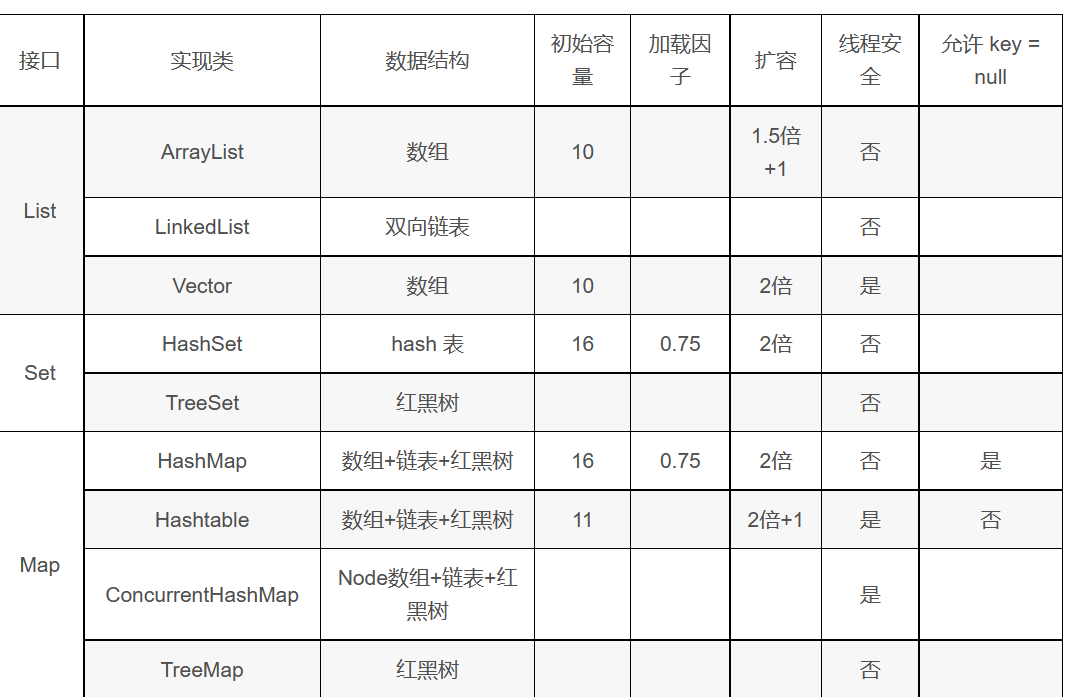 接口 实现类 数据结构 初始容 加载因 扩容 线程安 允许 key =
量 子 全 null
List
ArrayList 数组 10 1.5倍 否
+1
LinkedList 双向链表 否
Vector 数组 10 2倍 是
Set
HashSet hash 表 16 0.75 2倍 否
TreeSet 红黑树 否
Map
HashMap 数组+链表+红黑树 16 0.75 2倍 否 是
Hashtable 数组+链表+红黑树 11 2倍+1 是 否
ConcurrentHashMap Node数组+链表+红 是
黑树
TreeMap 红黑树 否